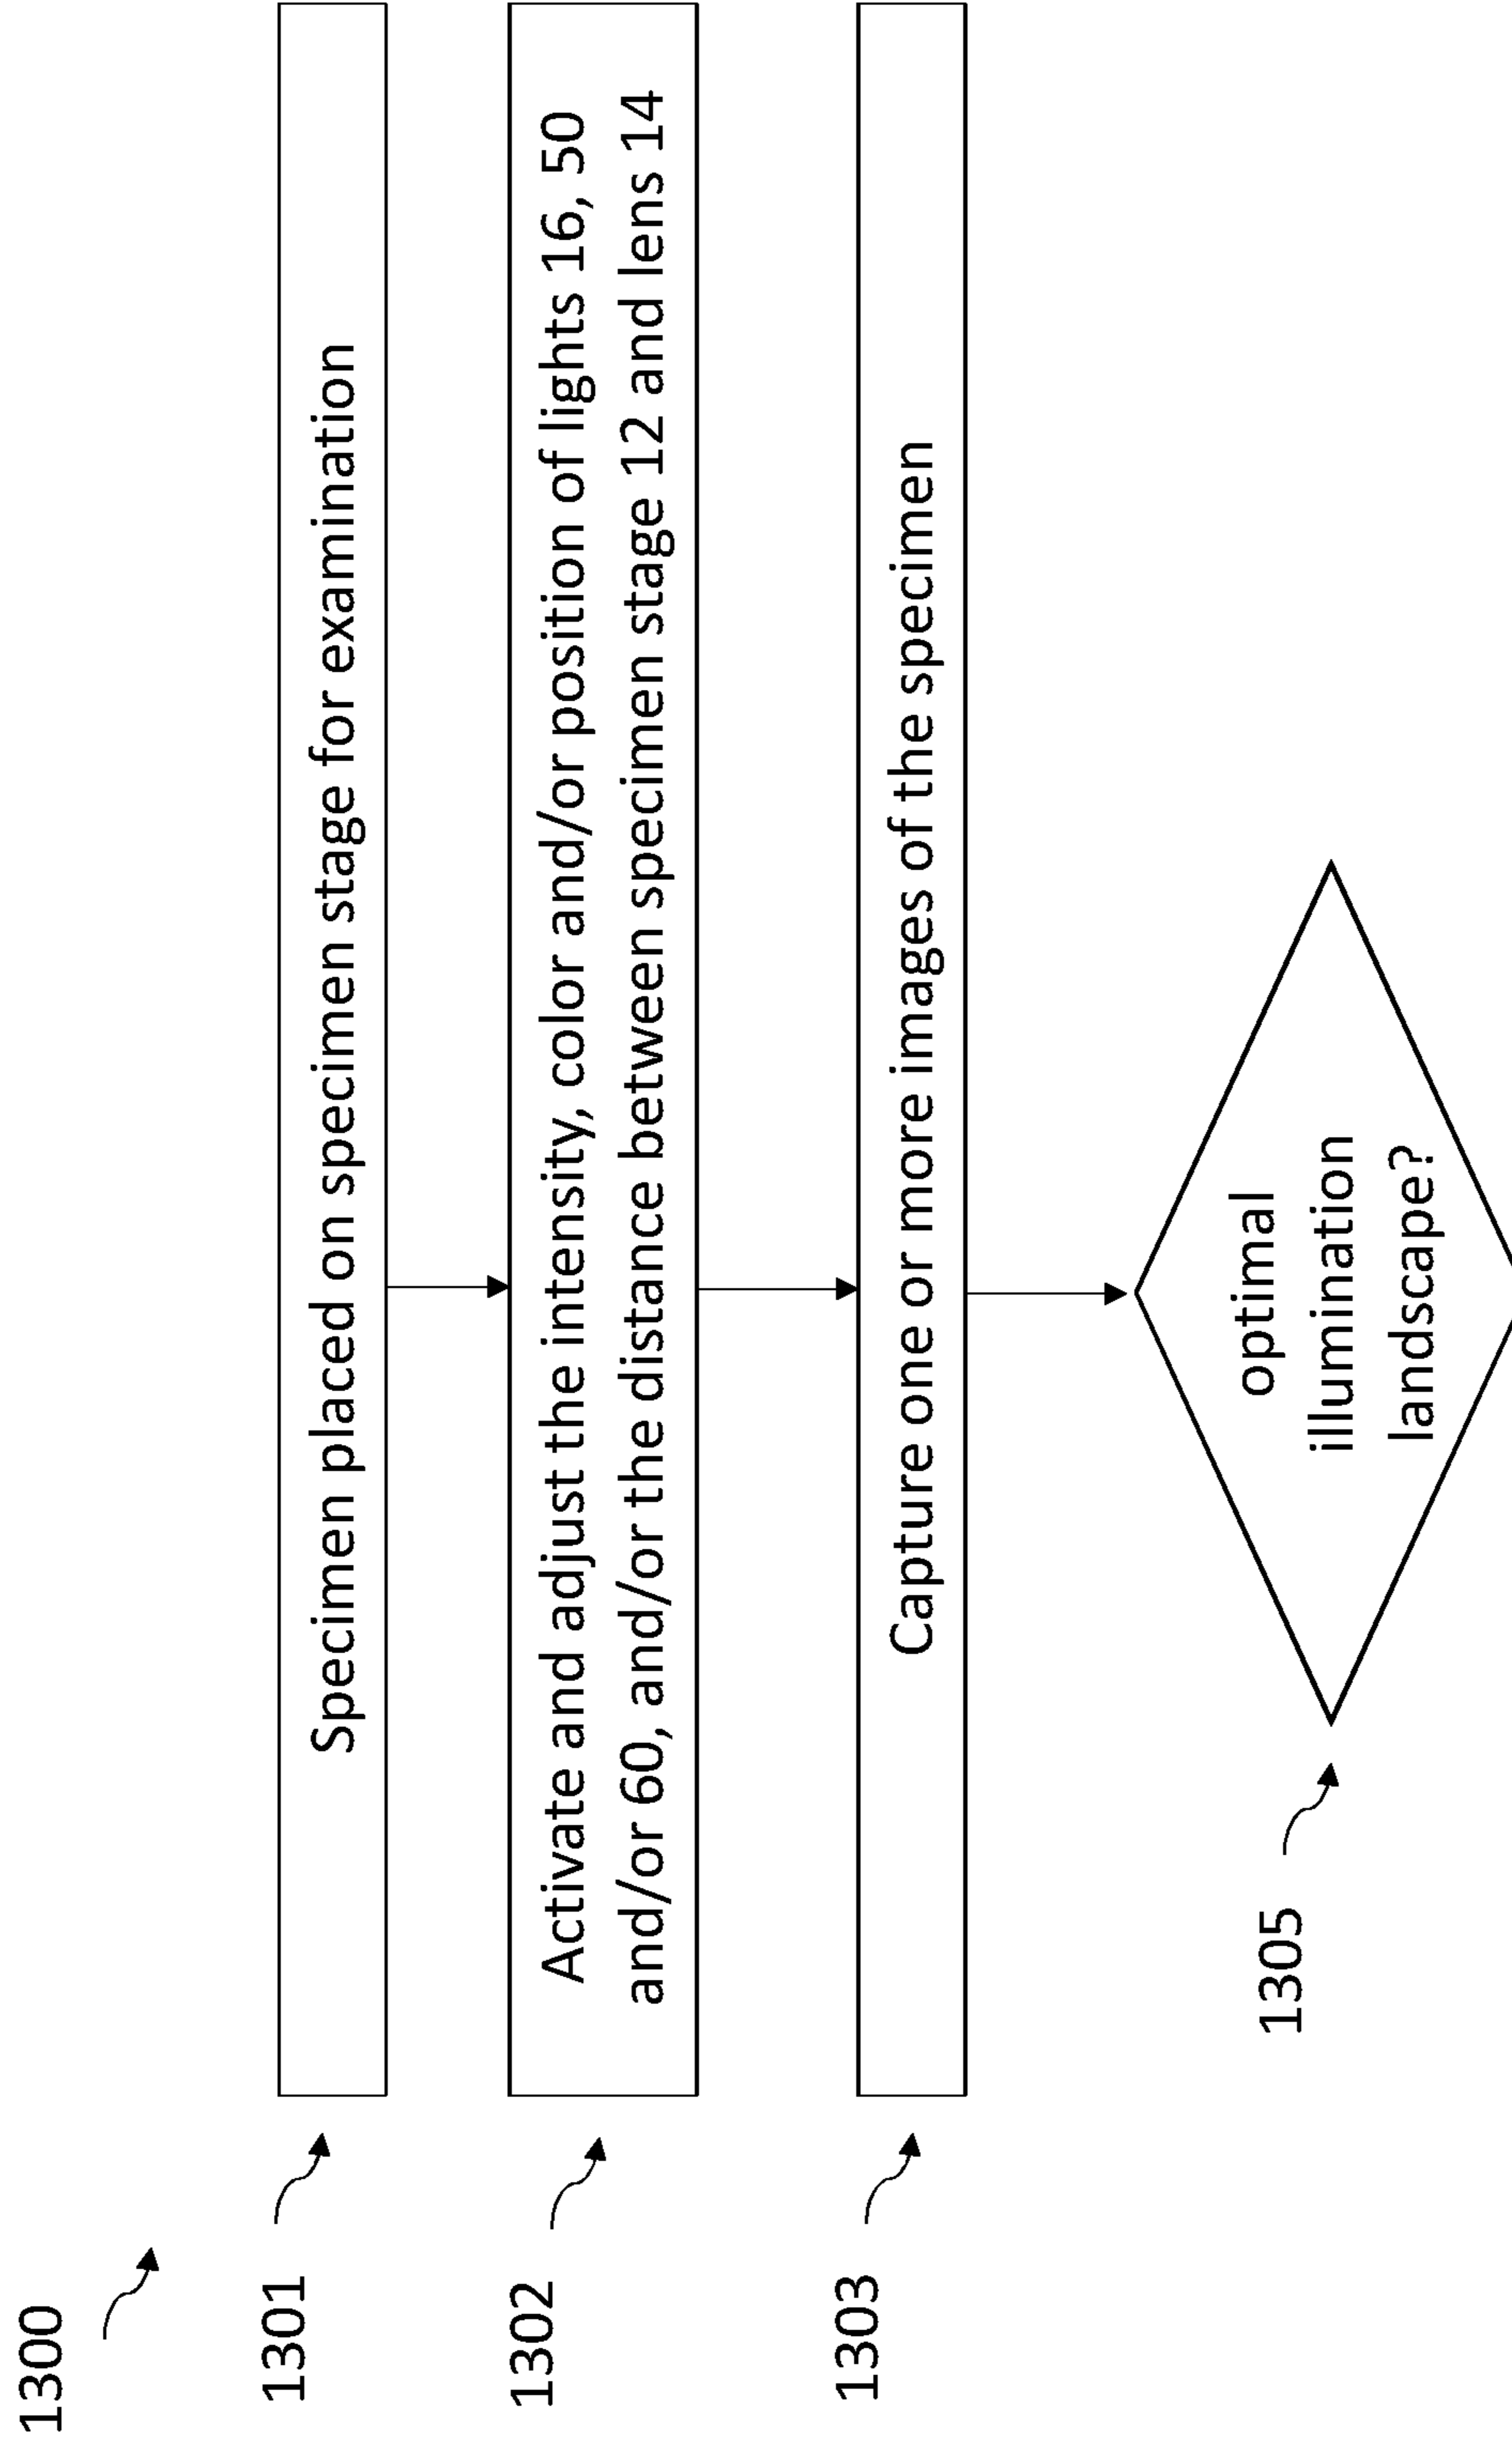 1300
1301
Specimen placed on specimen stage for examination
1302
Activate and adjust the intensity, color and/or position of lights 16, 50
and/or 60, and/or the distance between specimen stage 12 and lens 14
1303
Capture one or more images of the specimen
1305
optimal
illumination
landscape?